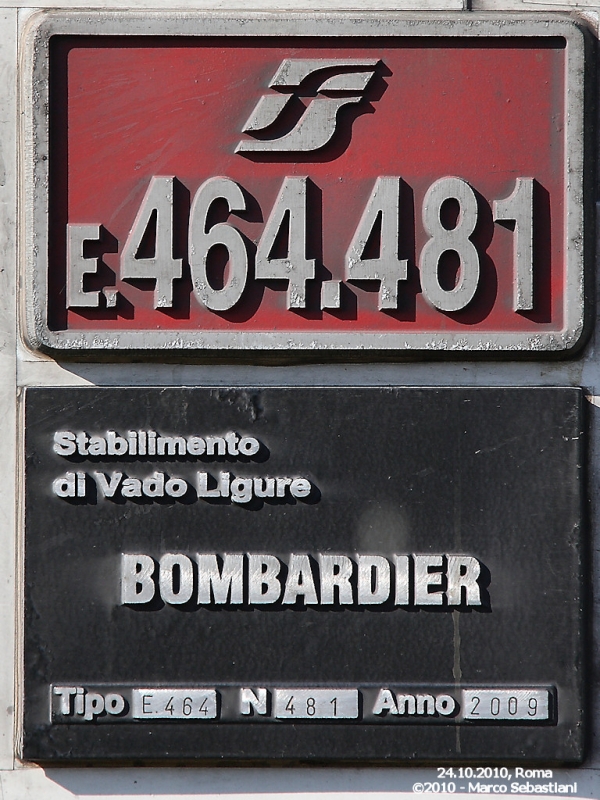 E.464.481
Stabilimento
di Vado Ligure
BOMBARDIER
Tipo E.464 N 481 Anno 2009
24.10.2010, Roma
©2010 - Marco Sebastiani